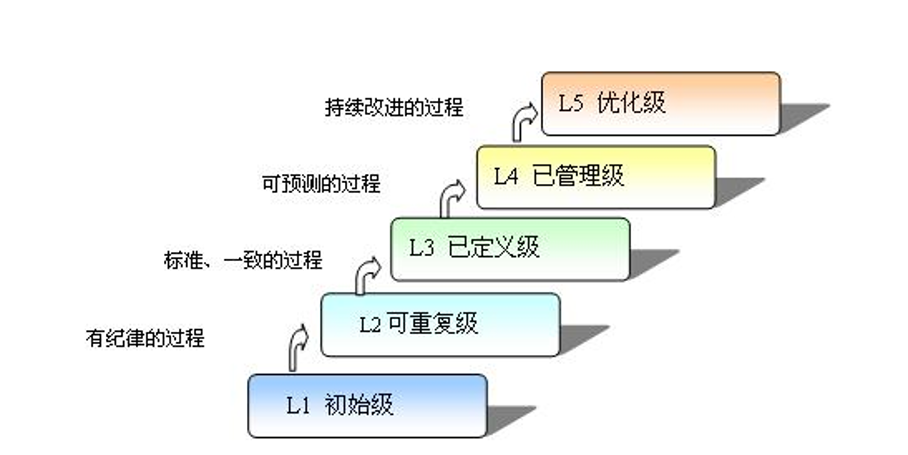 持续改进的过程
L5 优化级
可预测的过程
L4 已管理级
标准、一致的过程
L3 已定义级
有纪律的过程
L2可重复级
L1 初始级